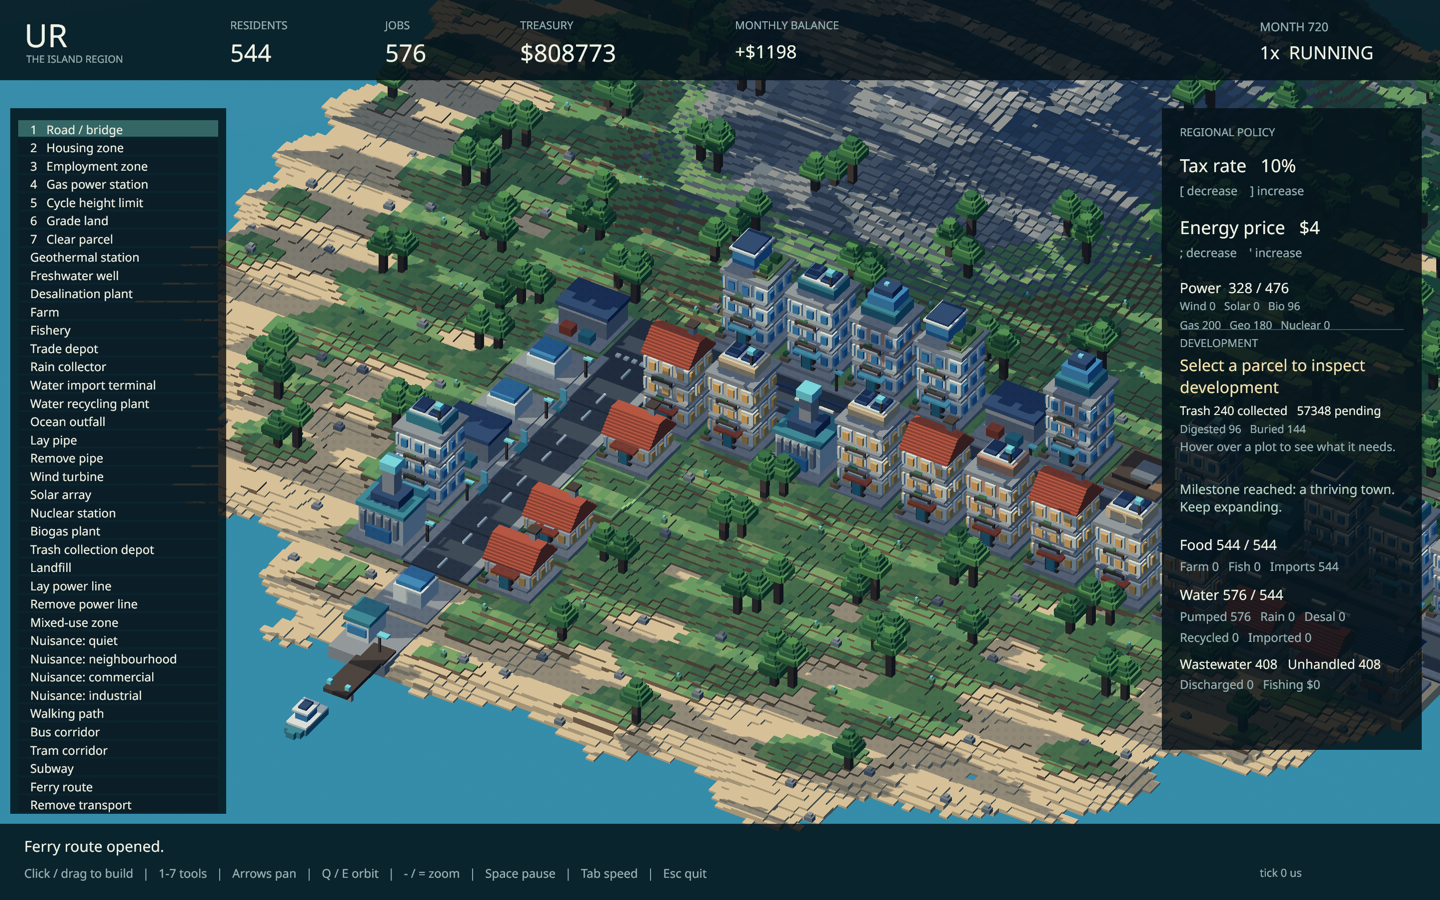 UR
THE ISLAND REGION
RESIDENTS
544
JOBS
576
TREASURY
$808773
MONTHLY BALANCE
+$1198
MONTH 720
1x RUNNING
1 Road / bridge
2 Housing zone
3 Employment zone
4 Gas power station
5 Cycle height limit
6 Grade land
7 Clear parcel
Geothermal station
Freshwater well
Desalination plant
Farm
Fishery
Trade depot
Rain collector
Water import terminal
Water recycling plant
Ocean outfall
Lay pipe
Remove pipe
Wind turbine
Solar array
Nuclear station
Biogas plant
Trash collection depot
Landfill
Lay power line
Remove power line
Mixed-use zone
Nuisance: quiet
Nuisance: neighbourhood
Nuisance: commercial
Nuisance: industrial
Walking path
Bus corridor
Tram corridor
Subway
Ferry route
Remove transport
REGIONAL POLICY
Tax rate 10%
[ decrease ] increase
Energy price $4
; decrease ' increase
Power 328 / 476
Wind 0 Solar 0 Bio 96
Gas 200 Geo 180 Nuclear 0
DEVELOPMENT
Select a parcel to inspect
development
Trash 240 collected 57348 pending
Digested 96 Buried 144
Hover over a plot to see what it needs.
Milestone reached: a thriving town.
Keep expanding.
Food 544 / 544
Farm 0 Fish 0 Imports 544
Water 576 / 544
Pumped 576 Rain 0 Desal 0
Recycled 0 Imported 0
Wastewater 408 Unhandled 408
Discharged 0 Fishing $0
Ferry route opened.
Click / drag to build | 1-7 tools | Arrows pan | Q / E orbit | - / = zoom | Space pause | Tab speed | Esc quit
tick 0 us